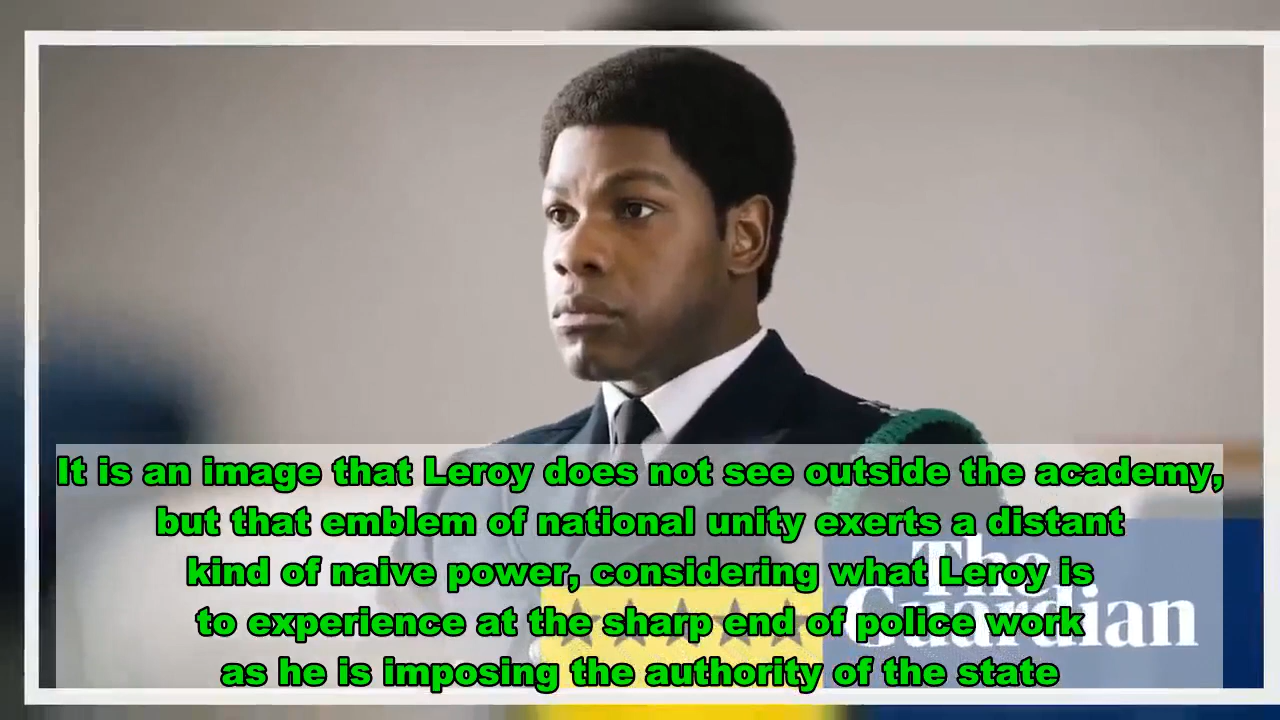 It is an image that Leroy does not see outside the academy,
but that emblem of national unity exerts a distant
kind of naive power, considering what Leroy is
to experience at the sharp end of police work
as he is imposing the authority of the state
The
Guardian